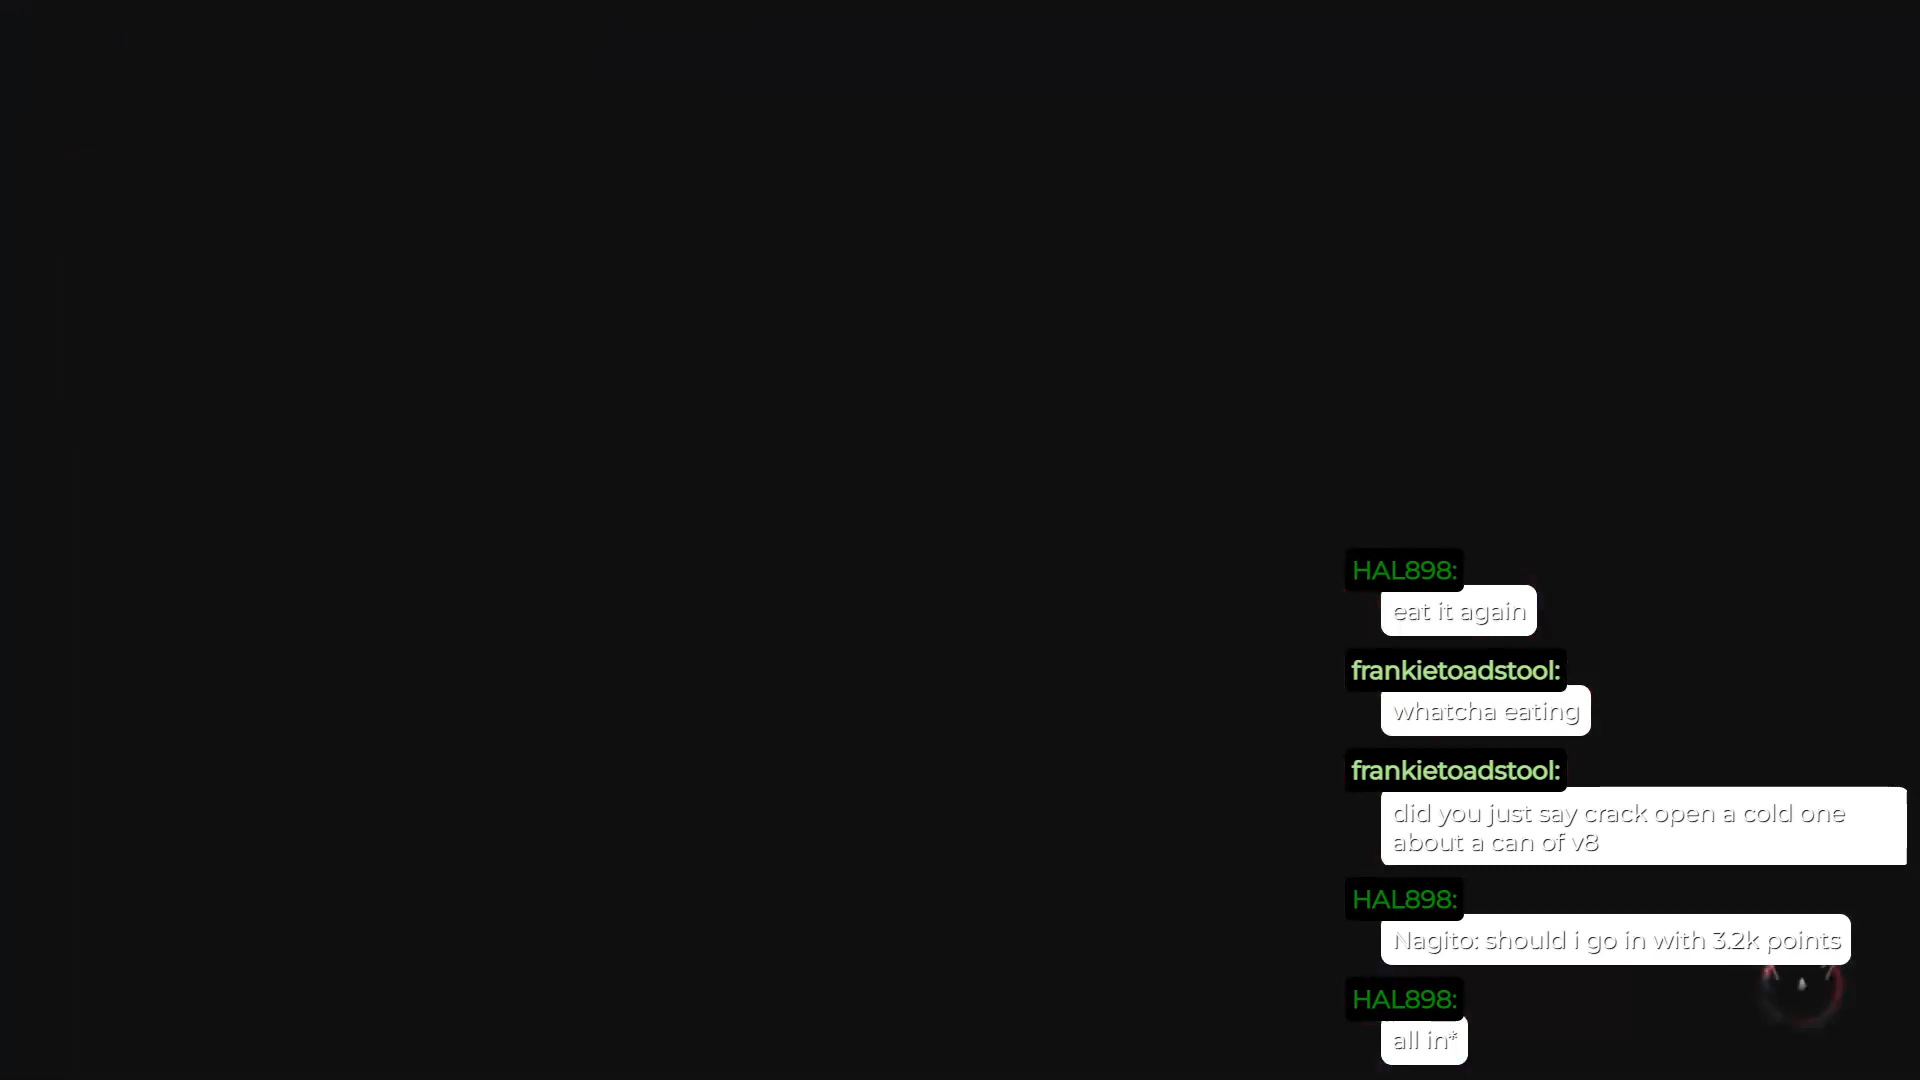 HAL898:
eat it again
frankietoadstool:
whatcha eating
frankietoadstool:
did you just say crack open a cold one
about a can of v8
HAL898:
Nagito: should i go in with 3.2k points
HAL898:
all in*